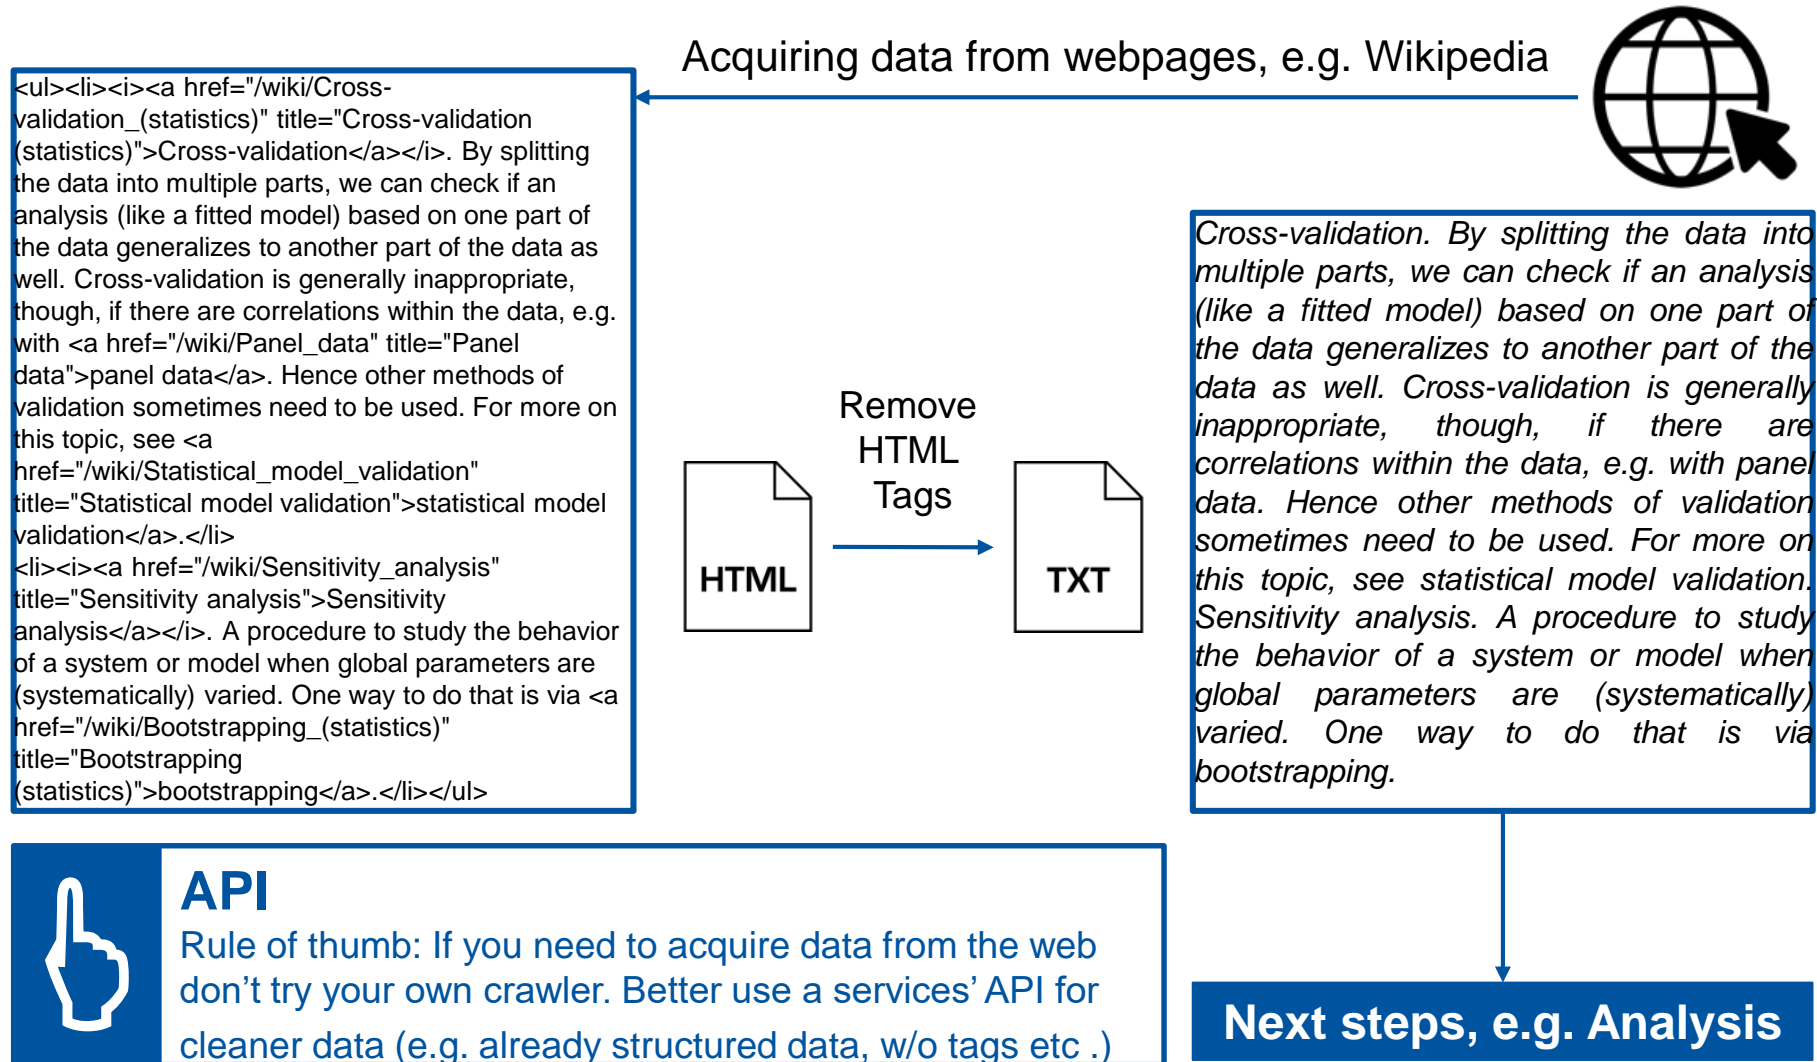 Acquiring data from webpages, e.g. Wikipedia
<ul><li><i><a href="/wiki/Cross-
validation_(statistics)" title="Cross-validation
(statistics)">Cross-validation</a></i>. By splitting
the data into multiple parts, we can check if an
analysis (like a fitted model) based on one part of
the data generalizes to another part of the data as
well. Cross-validation is generally inappropriate,
though, if there are correlations within the data, e.g.
with <a href="/wiki/Panel_data" title="Panel
data">panel data</a>. Hence other methods of
validation sometimes need to be used. For more on
this topic, see <a
href="/wiki/Statistical_model_validation"
title="Statistical model validation">statistical model
validation</a>.</li>
<li><i><a href="/wiki/Sensitivity_analysis"
title="Sensitivity analysis">Sensitivity
analysis</a></i>. A procedure to study the behavior
of a system or model when global parameters are
(systematically) varied. One way to do that is via <a
href="/wiki/Bootstrapping_(statistics)"
title="Bootstrapping
(statistics)">bootstrapping</a>.</li></ul>
Remove
HTML
Tags
HTML
TXT
Cross-validation. By splitting the data into
multiple parts, we can check if an analysis
(like a fitted model) based on one part of
the data generalizes to another part of the
data as well. Cross-validation is generally
inappropriate, though, if there are
correlations within the data, e.g. with panel
data. Hence other methods of validation
sometimes need to be used. For more on
this topic, see statistical model validation.
Sensitivity analysis. A procedure to study
the behavior of a system or model when
global parameters are (systematically)
varied. One way to do that is via
bootstrapping.
API
Rule of thumb: If you need to acquire data from the web
don’t try your own crawler. Better use a services’ API for
cleaner data (e.g. already structured data, w/o tags etc .)
Next steps, e.g. Analysis